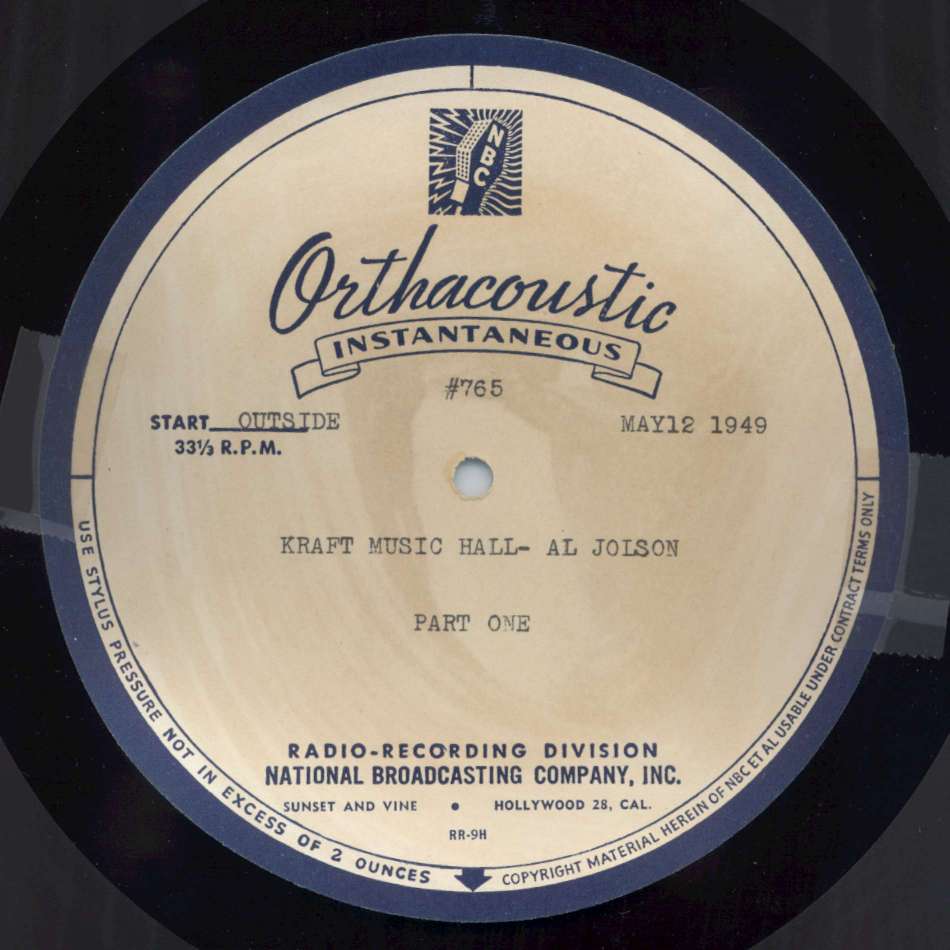 NBC
Orthacoustic
INSTANTANEOUS
#765
START OUTSIDE
MAY12 1949
33⅓ R.P.M.
KRAFT MUSIC HALL- AL JOLSON
PART ONE
RADIO-RECORDING DIVISION
NATIONAL BROADCASTING COMPANY, INC.
SUNSET AND VINE • HOLLYWOOD 28, CAL.
RR-9H
USE STYLUS PRESSURE NOT IN EXCESS OF 2 OUNCES
COPYRIGHT MATERIAL HEREIN OF NBC ET AL USABLE UNDER CONTRACT TERMS ONLY